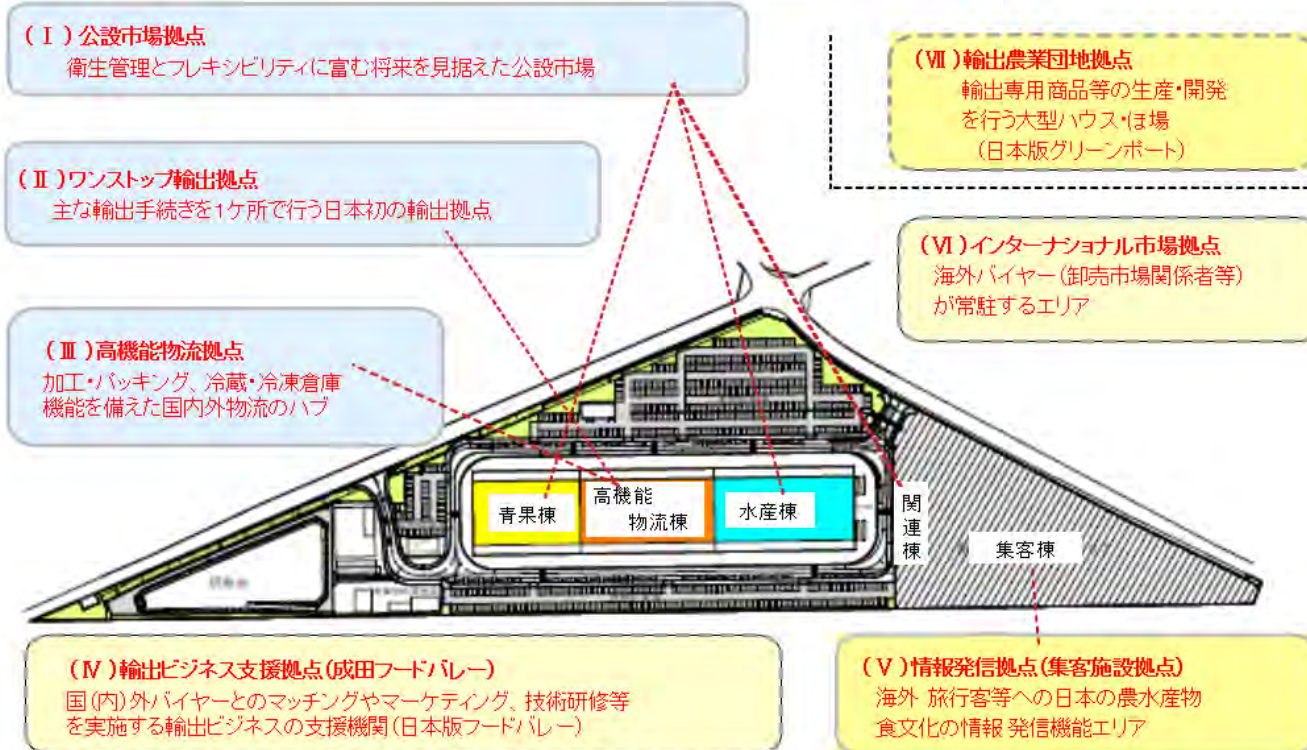 (Ⅰ)公設市場拠点
衛生管理とフレキシビリティに富む将来を見据えた公設市場
(Ⅱ)ワンストップ輸出拠点
主な輸出手続きを1ケ所で行う日本初の輸出拠点
(Ⅲ)高機能物流拠点
加工・パッキング、冷蔵・冷凍倉庫
機能を備えた国内外物流のハブ
(Ⅶ)輸出農業団地拠点
輸出専用商品等の生産・開発
を行う大型ハウス・ほ場
(日本版グリーンポート)
(Ⅵ)インターナショナル市場拠点
海外バイヤー(卸売市場関係者等)
が常駐するエリア
青果棟
高機能
物流棟
水産棟
関連棟
集客棟
(Ⅳ)輸出ビジネス支援拠点(成田フードバレー)
国(内)外バイヤーとのマッチングやマーケティング、技術研修等
を実施する輸出ビジネスの支援機関(日本版フードバレー)
(Ⅴ)情報発信拠点(集客施設拠点)
海外 旅行客等への日本の農水産物
食文化の情報 発信機能エリア